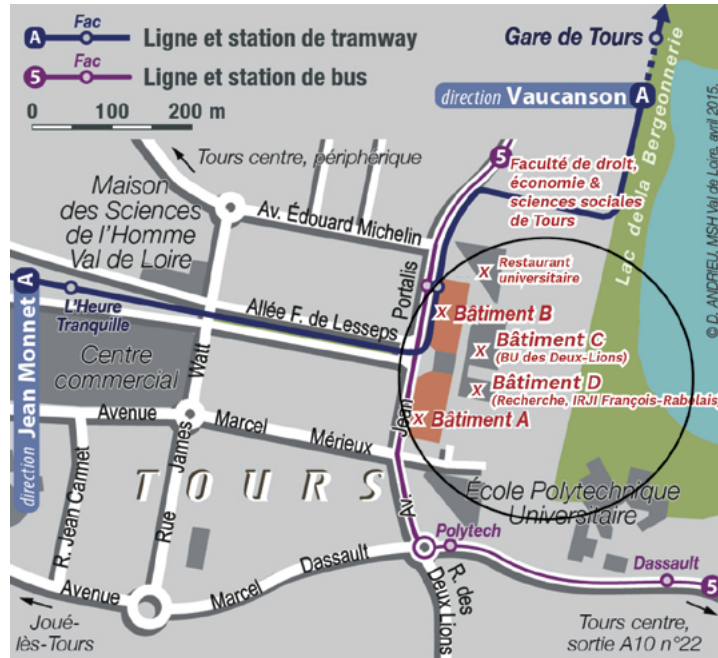 Fac
A Ligne et station de tramway
Fac
5 Ligne et station de bus
0 100 200 m
Gare de Tours
direction Vaucanson A
Lac de la Bergeonnerie
© D. ANDRIEU, MSH Val de Loire, avril 2015.
Tours centre, périphérique
5
Faculté de droit,
économie &
sciences sociales
de Tours
Maison
des Sciences
de l'Homme
Val de Loire
Av. Édouard Michelin
Restaurant
universitaire
A
L'Heure
Tranquille
Allée F. de Lesseps
Portalis
Bâtiment B
Bâtiment C
(BU des Deux-Lions)
Centre
commercial
Watt
Bâtiment D
(Recherche, IRJI François-Rabelais)
direction Jean Monnet
Avenue
Marcel
Mérieux
Jean
Bâtiment A
R. Jean Carmet
James
Rue
TOURS
Av.
École Polytechnique
Universitaire
Polytech
Dassault
5
Avenue
Marcel
Dassault
R. des
Deux Lions
Joué-
lès-Tours
Tours centre,
sortie A10 n°22